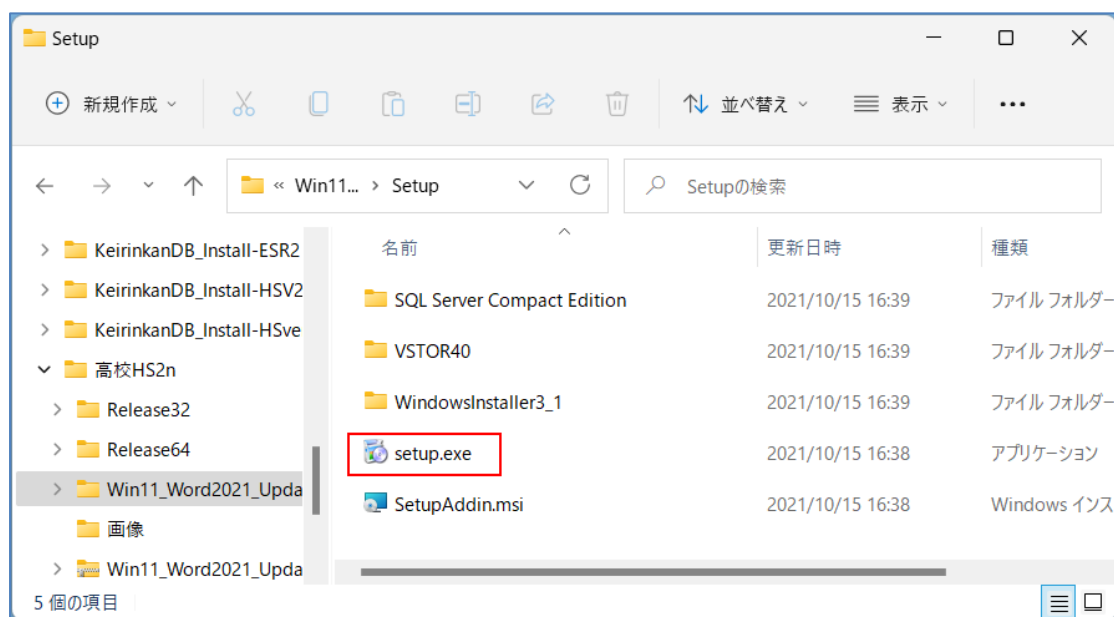 Setup
新規作成
並べ替え
表示
« Win11... > Setup
Setupの検索
KeirinkanDB_Install-ESR2
KeirinkanDB_Install-HSV2
KeirinkanDB_Install-HSve
高校HS2n
Release32
Release64
Win11_Word2021_Upda
画像
Win11_Word2021_Upda
名前 更新日時 種類
SQL Server Compact Edition 2021/10/15 16:39 ファイル フォルダー
VSTOR40 2021/10/15 16:39 ファイル フォルダー
WindowsInstaller3_1 2021/10/15 16:39 ファイル フォルダー
setup.exe 2021/10/15 16:38 アプリケーション
SetupAddin.msi 2021/10/15 16:38 Windows インス
5 個の項目